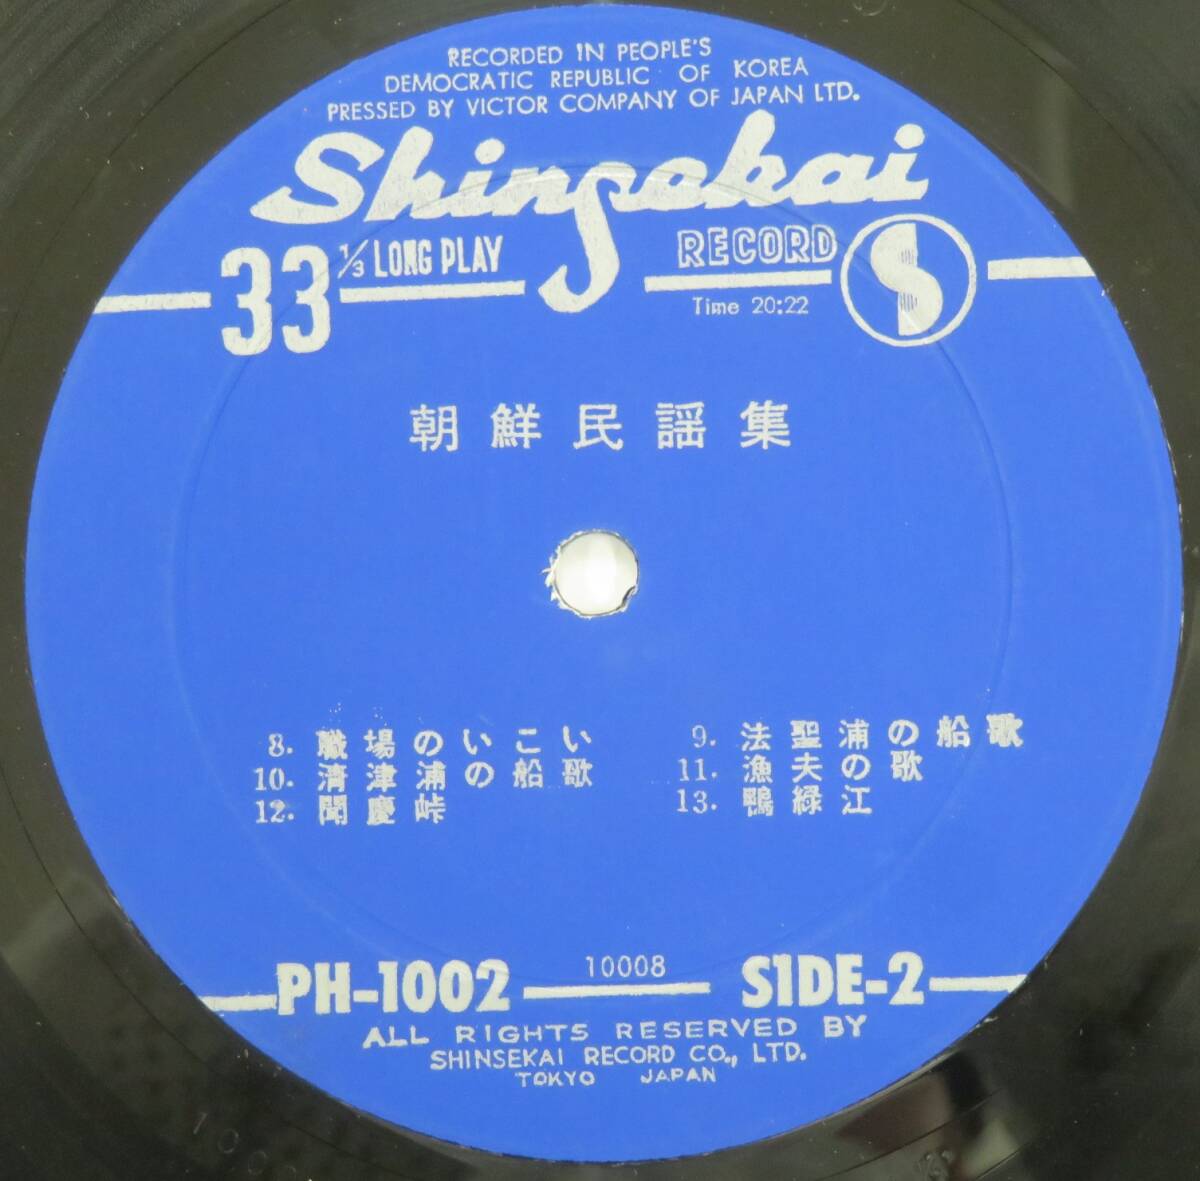 RECORDED IN PEOPLE'S
DEMOCRATIC REPUBLIC OF KOREA
PRESSED BY VICTOR COMPANY OF JAPAN LTD.
Shinsekai
33 1/3 LONG PLAY RECORD S
Time 20:22
朝鮮民謡集
8. 職場のいこい 9. 法聖浦の船歌
10. 清津浦の船歌 11. 漁夫の歌
12. 聞慶峠 13. 鴨緑江
PH-1002 10008 SIDE-2
ALL RIGHTS RESERVED BY
SHINSEKAI RECORD CO., LTD.
TOKYO JAPAN